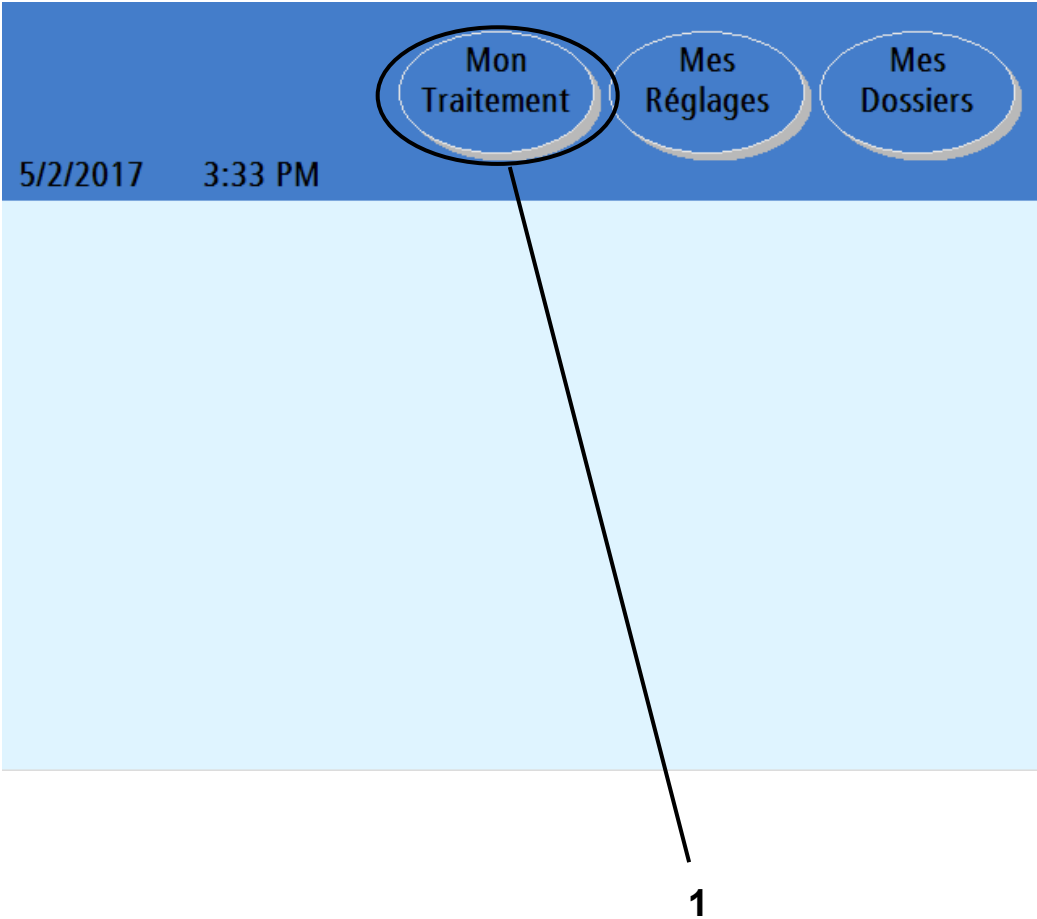 Mon
Traitement
Mes
Réglages
Mes
Dossiers
5/2/2017 3:33 PM
1